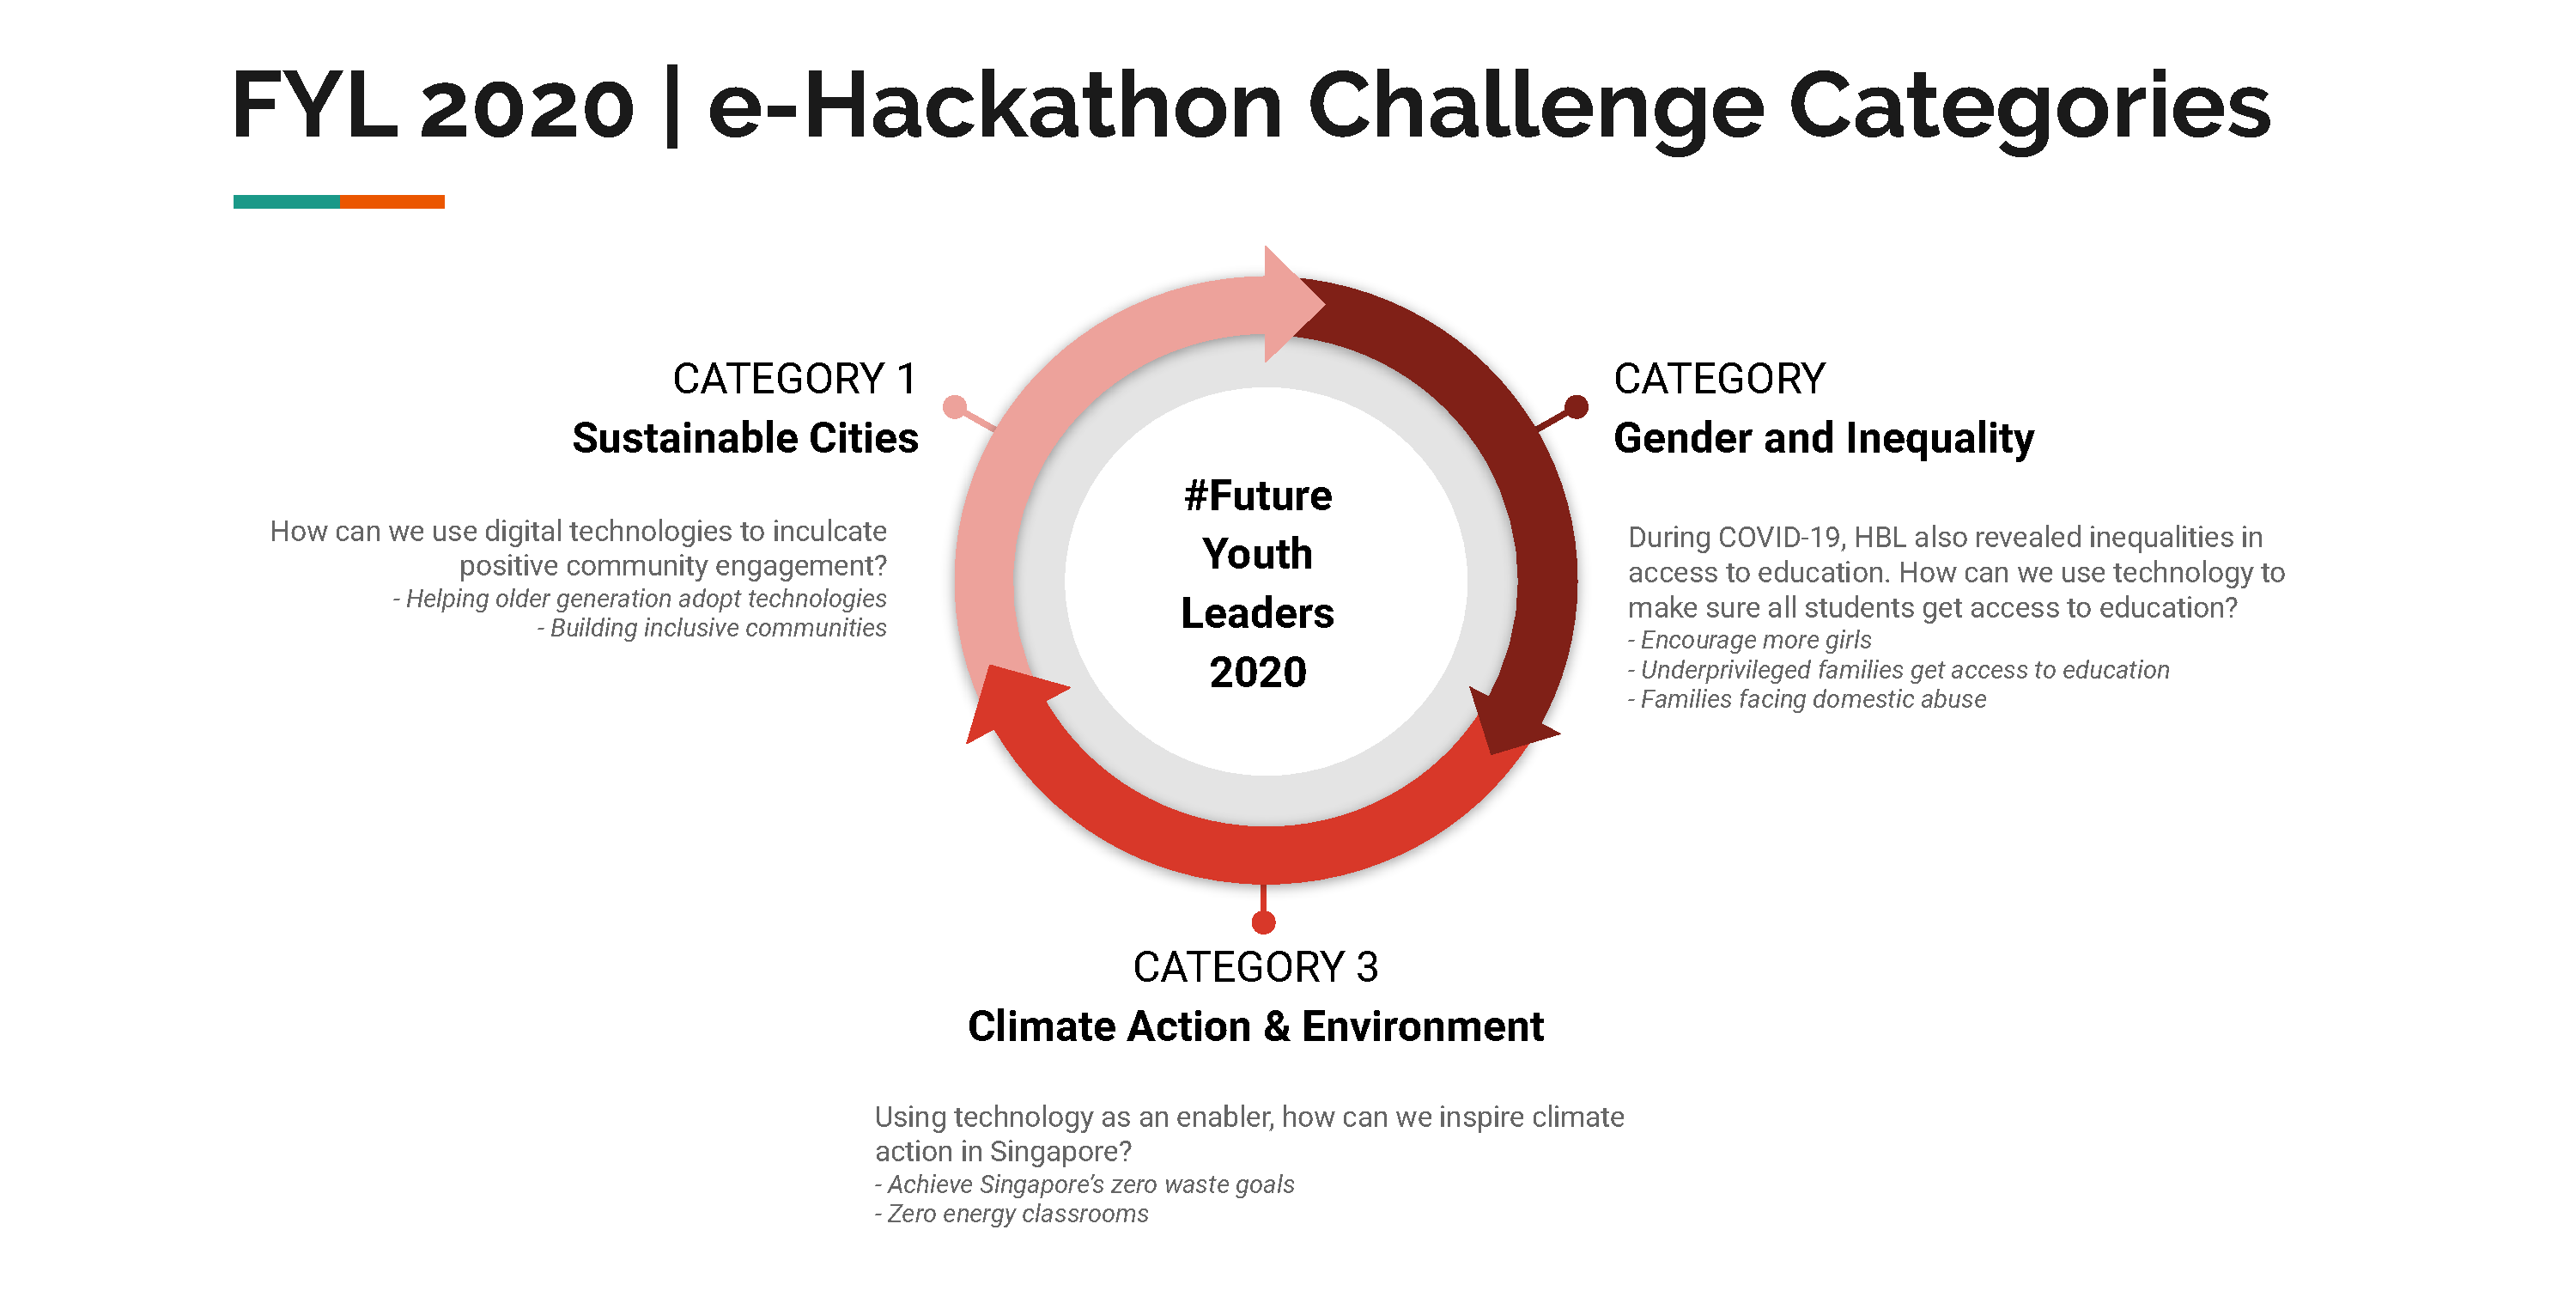 FYL 2020 | e-Hackathon Challenge Categories
CATEGORY 1
Sustainable Cities
How can we use digital technologies to inculcate
positive community engagement?
- Helping older generation adopt technologies
- Building inclusive communities
#Future
Youth
Leaders
2020
CATEGORY
Gender and Inequality
During COVID-19, HBL also revealed inequalities in
access to education. How can we use technology to
make sure all students get access to education?
- Encourage more girls
- Underprivileged families get access to education
- Families facing domestic abuse
CATEGORY 3
Climate Action & Environment
Using technology as an enabler, how can we inspire climate
action in Singapore?
- Achieve Singapore’s zero waste goals
- Zero energy classrooms